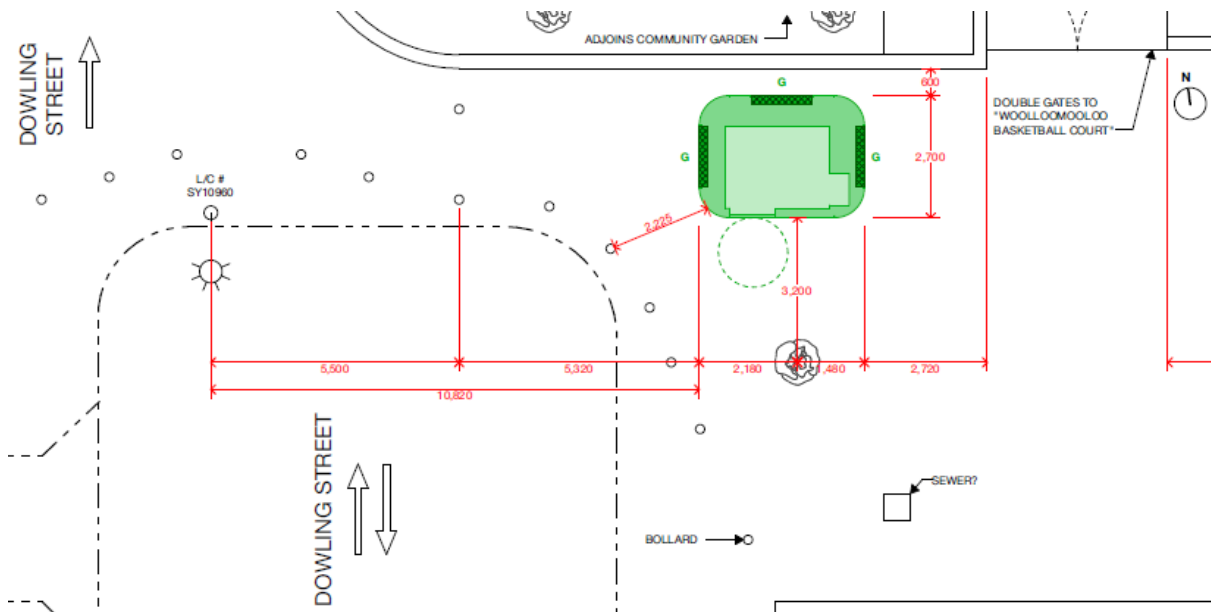 ADJOINS COMMUNITY GARDEN
DOWLING
STREET
G
600
N
DOUBLE GATES TO
"WOOLLOOMOOLOO
BASKETBALL COURT"
G
G
2,700
L/C #
SY10960
2,225
3,200
5,500
5,320
2,180
1,480
2,720
10,820
DOWLING STREET
SEWER?
BOLLARD